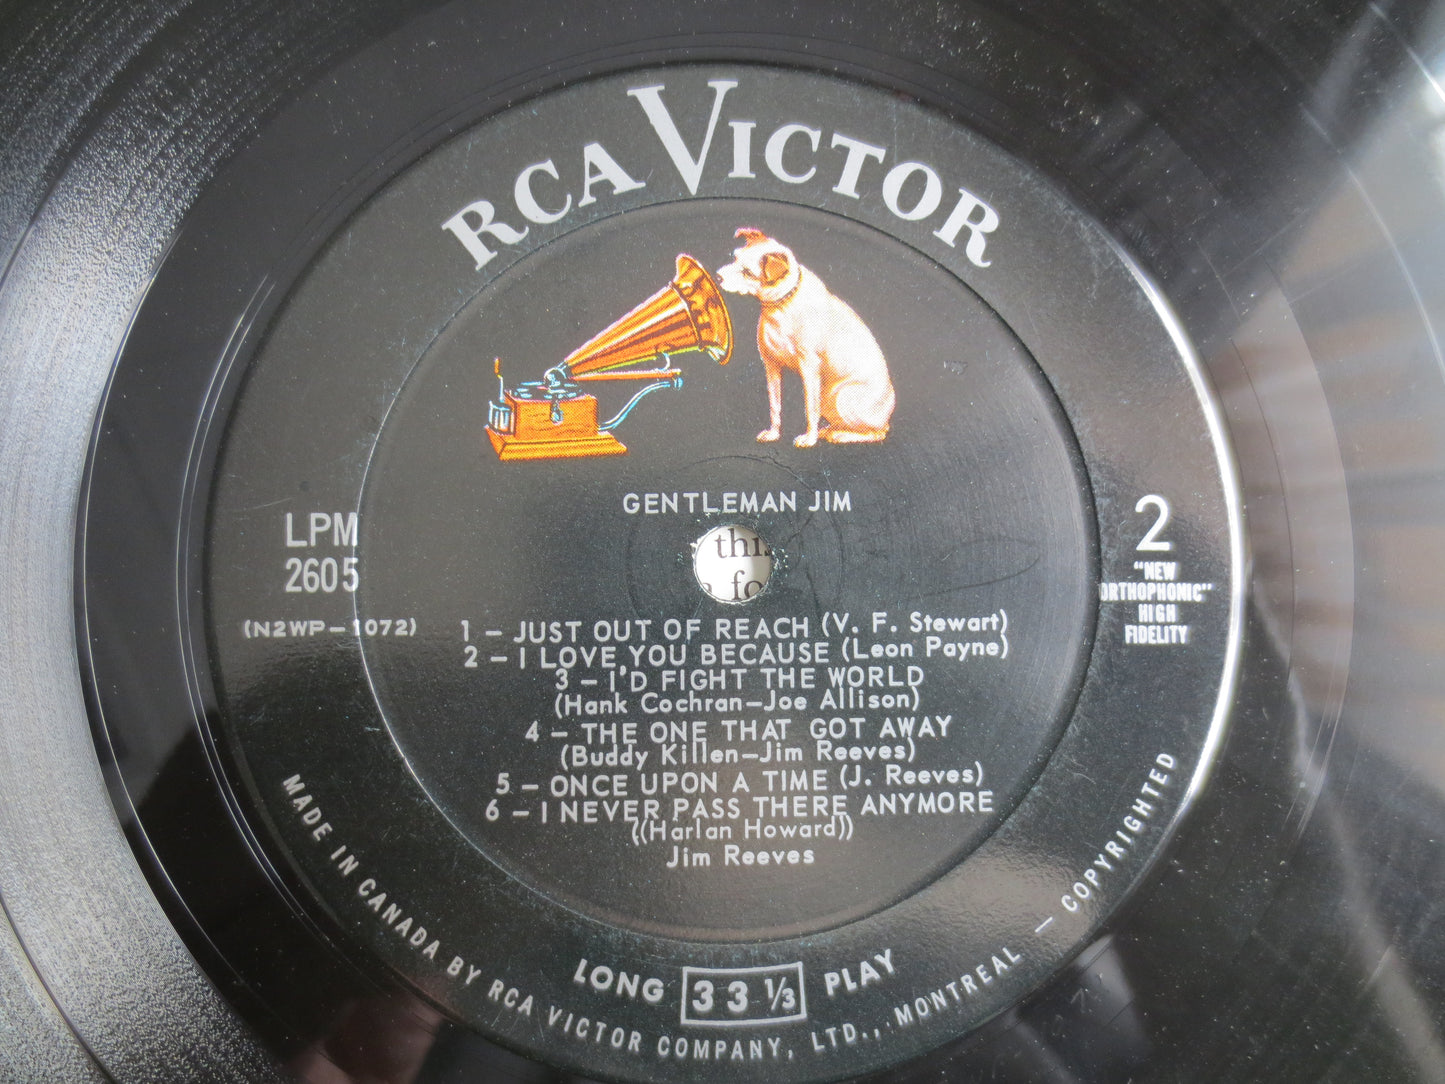 RCA VICTOR
GENTLEMAN JIM
LPM
2605
(N2WP-1072)
2
"NEW
ORTHOPHONIC"
HIGH
FIDELITY
this
fo
1 - JUST OUT OF REACH (V. F. Stewart)
2 - I LOVE YOU BECAUSE (Leon Payne)
3 - I'D FIGHT THE WORLD
(Hank Cochran-Joe Allison)
4 - THE ONE THAT GOT AWAY
(Buddy Killen-Jim Reeves)
5 - ONCE UPON A TIME (J. Reeves)
6 - I NEVER PASS THERE ANYMORE
((Harlan Howard))
Jim Reeves
LONG 33 1/3 PLAY
MADE IN CANADA BY RCA VICTOR COMPANY, LTD., MONTREAL — COPYRIGHTED